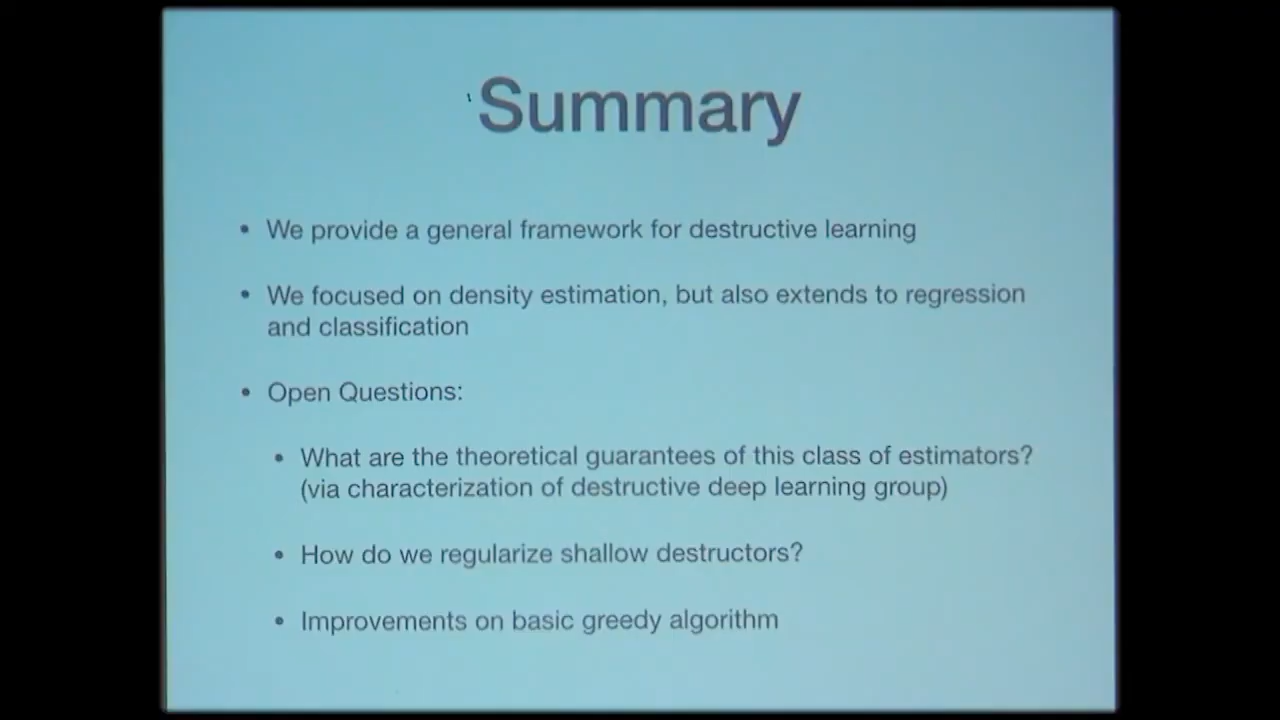 Summary
• We provide a general framework for destructive learning
• We focused on density estimation, but also extends to regression
and classification
• Open Questions:
• What are the theoretical guarantees of this class of estimators?
(via characterization of destructive deep learning group)
• How do we regularize shallow destructors?
• Improvements on basic greedy algorithm